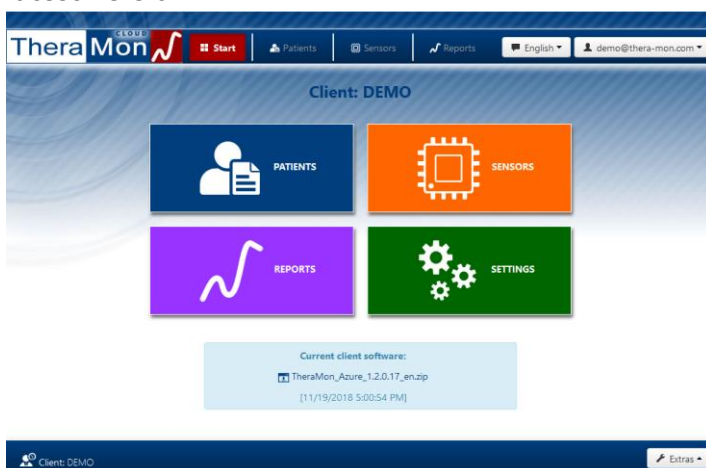 CLOUD
Thera Mon
Start
Patients
Sensors
Reports
English
demo@thera-mon.com
Client: DEMO
PATIENTS
SENSORS
REPORTS
SETTINGS
Current client software:
TheraMon_Azure_1.2.0.17_en.zip
[11/19/2018 5:00:54 PM]
Client: DEMO
Extras